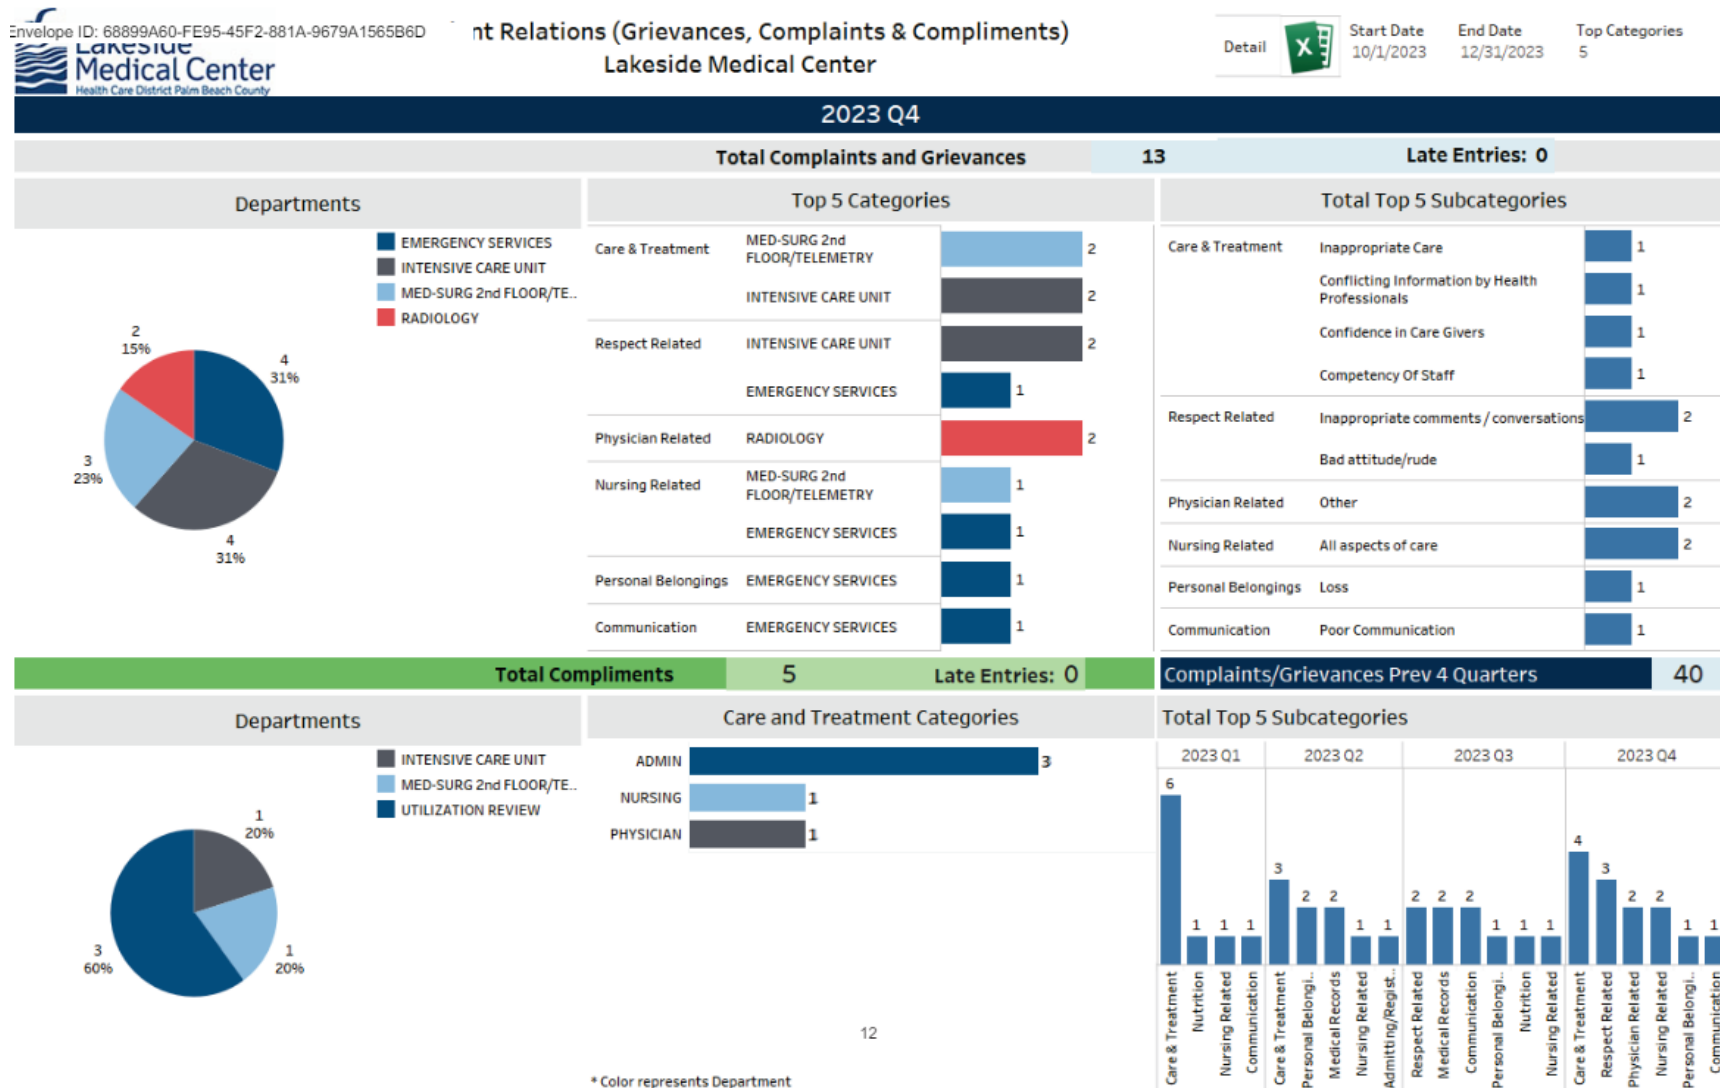 Envelope ID: 68899A60-FE95-45F2-881A-9679A1565B6D
nt Relations (Grievances, Complaints & Compliments)
Lakeside Medical Center
Lakeside
Medical Center
Health Care District Palm Beach County
Detail
Start Date
10/1/2023
End Date
12/31/2023
Top Categories
5
2023 Q4
Total Complaints and Grievances 13 Late Entries: 0
Departments
EMERGENCY SERVICES
INTENSIVE CARE UNIT
MED-SURG 2nd FLOOR/TE..
RADIOLOGY
2
15%
4
31%
3
23%
4
31%
Top 5 Categories
Care & Treatment MED-SURG 2nd
FLOOR/TELEMETRY 2
INTENSIVE CARE UNIT 2
Respect Related INTENSIVE CARE UNIT 2
EMERGENCY SERVICES 1
Physician Related RADIOLOGY 2
Nursing Related MED-SURG 2nd
FLOOR/TELEMETRY 1
EMERGENCY SERVICES 1
Personal Belongings EMERGENCY SERVICES 1
Communication EMERGENCY SERVICES 1
Total Top 5 Subcategories
Care & Treatment Inappropriate Care 1
Conflicting Information by Health
Professionals 1
Confidence in Care Givers 1
Competency Of Staff 1
Respect Related Inappropriate comments / conversations 2
Bad attitude/rude 1
Physician Related Other 2
Nursing Related All aspects of care 2
Personal Belongings Loss 1
Communication Poor Communication 1
Total Compliments 5 Late Entries: 0
Departments
INTENSIVE CARE UNIT
MED-SURG 2nd FLOOR/TE..
UTILIZATION REVIEW
1
20%
3
60%
1
20%
Care and Treatment Categories
ADMIN 3
NURSING 1
PHYSICIAN 1
12
* Color represents Department
Complaints/Grievances Prev 4 Quarters 40
Total Top 5 Subcategories
2023 Q1 2023 Q2 2023 Q3 2023 Q4
6 1 1 1 3 2 2 1 1 2 2 2 1 1 1 4 3 2 2 1 1
Care & Treatment
Nutrition
Nursing Related
Communication
Care & Treatment
Personal Belongi..
Medical Records
Nursing Related
Admitting/Regist..
Respect Related
Medical Records
Communication
Personal Belongi..
Nutrition
Nursing Related
Care & Treatment
Respect Related
Physician Related
Nursing Related
Personal Belongi..
Communication